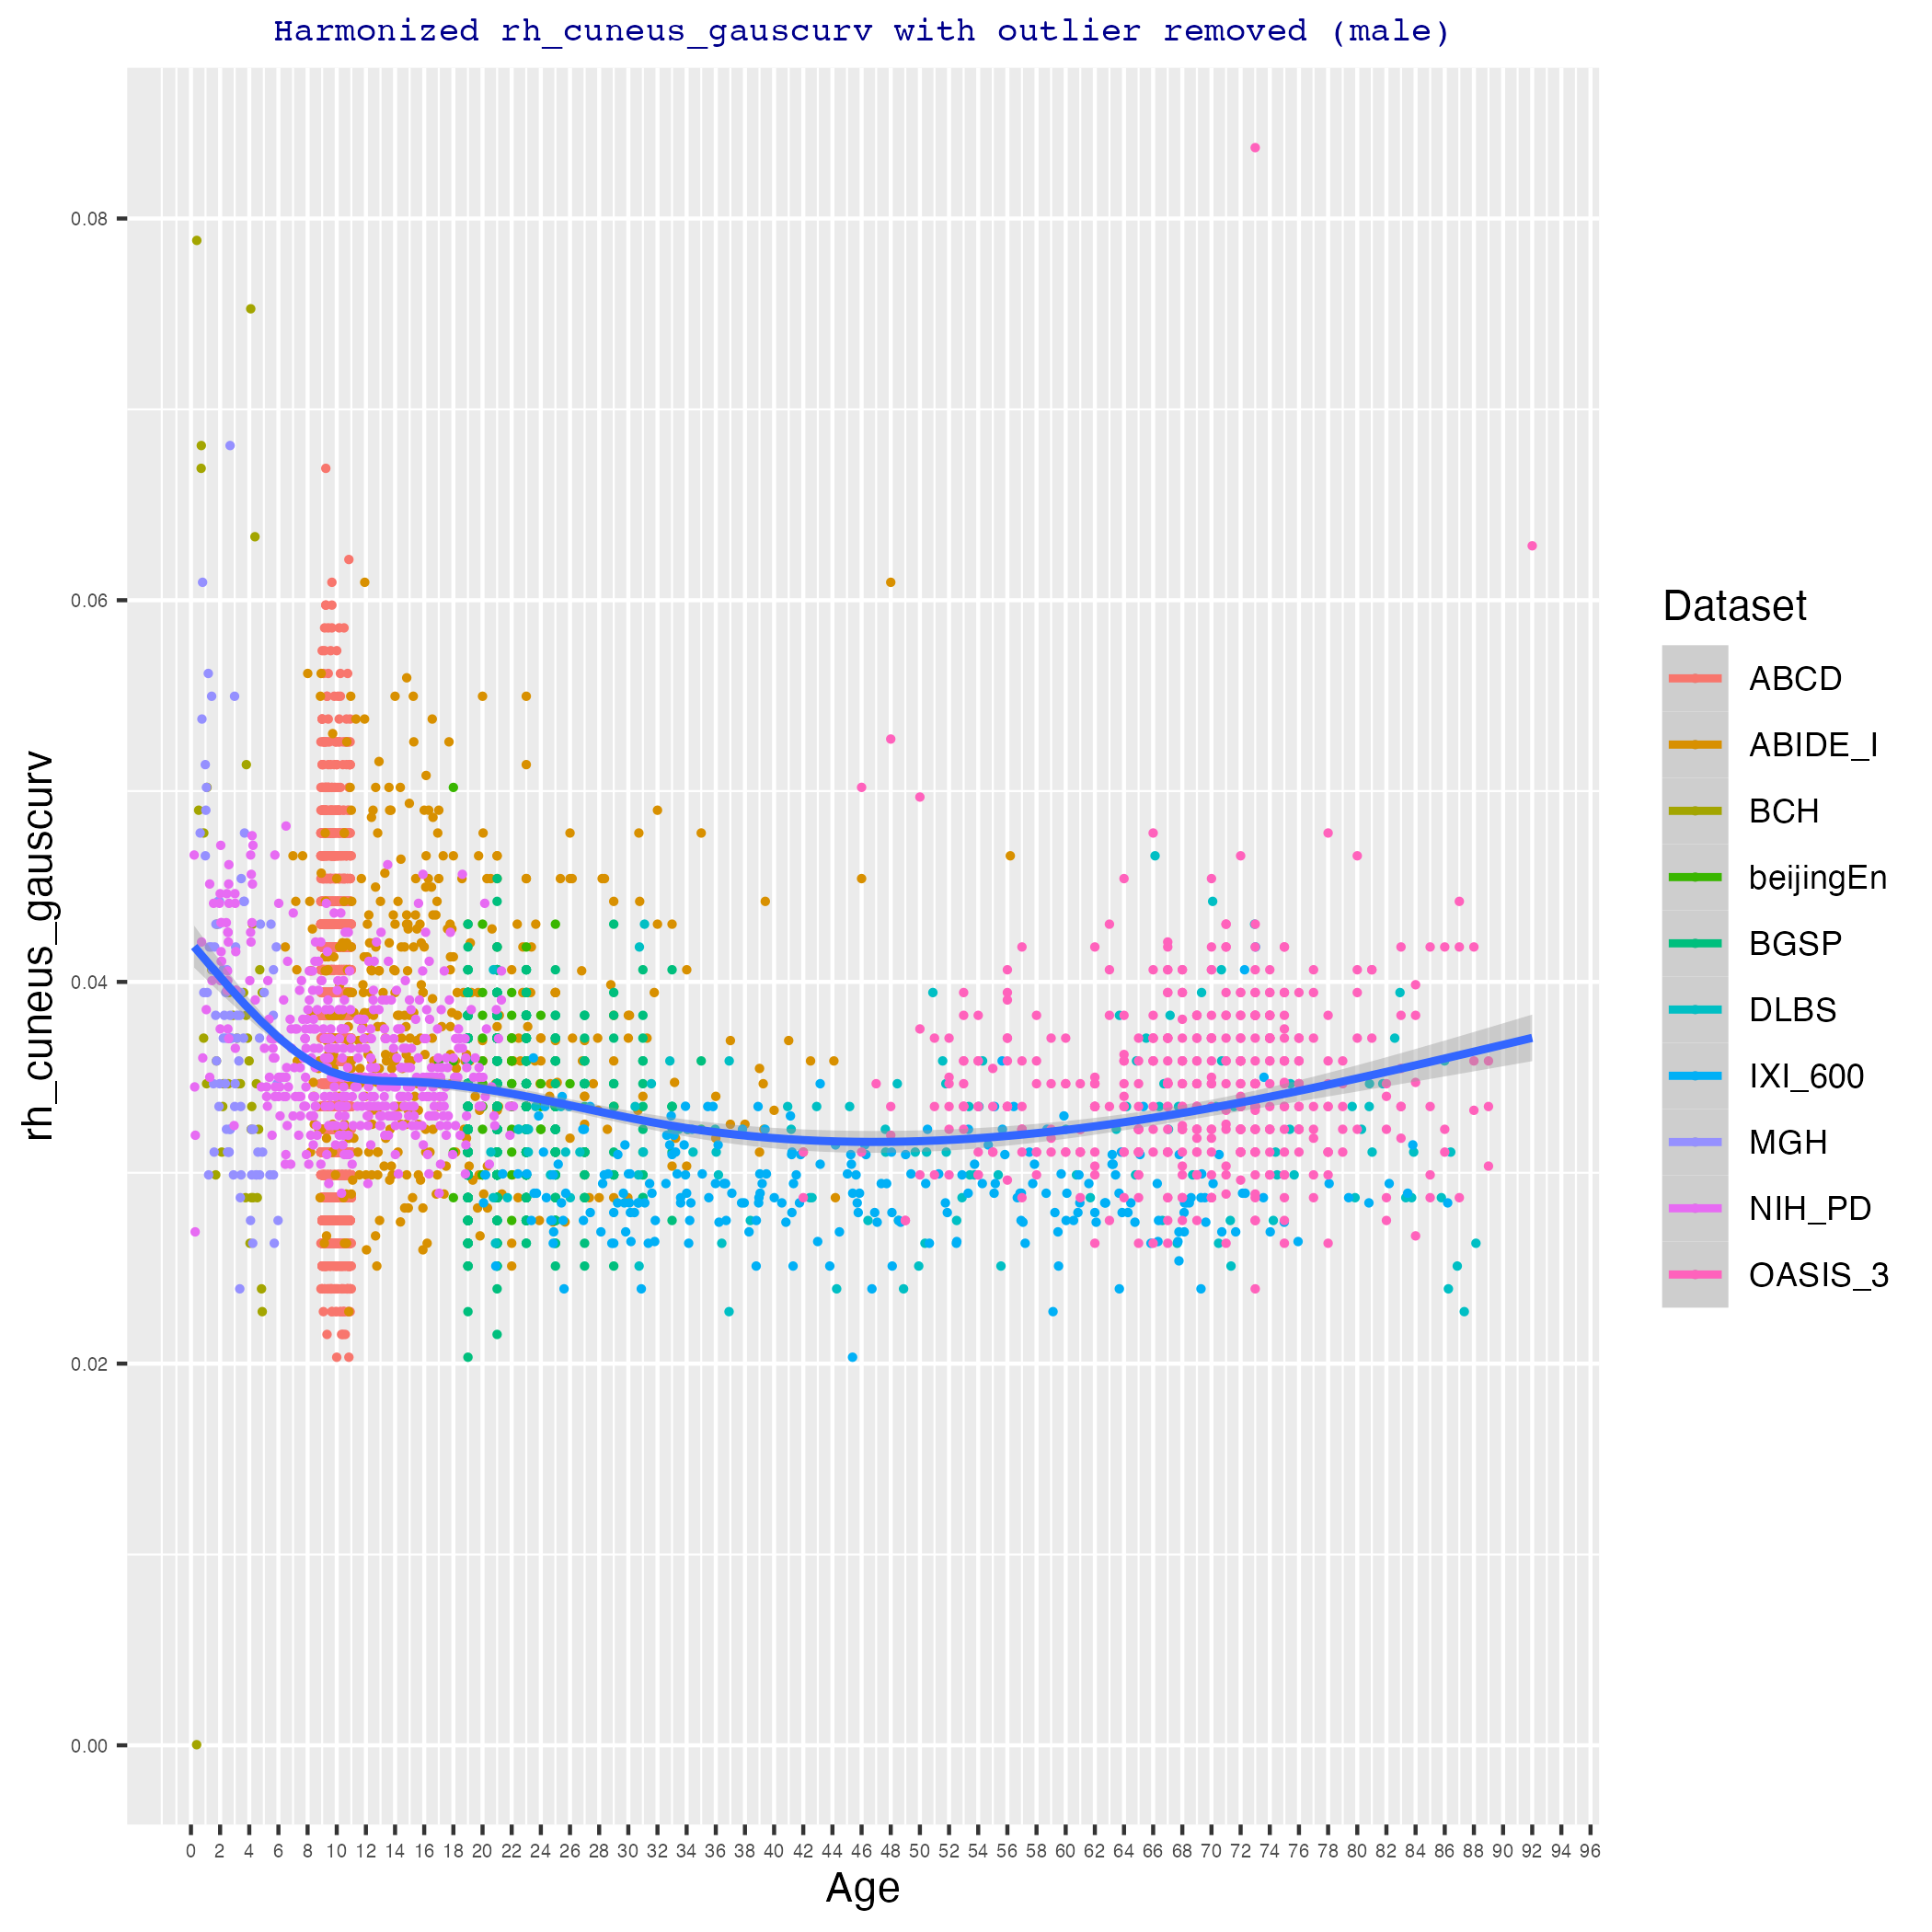 Harmonized rh_cuneus_gauscurv with outlier removed (male)
rh_cuneus_gauscurv
0.08
0.06
0.04
0.02
0.00
0 2 4 6 8 10 12 14 16 18 20 22 24 26 28 30 32 34 36 38 40 42 44 46 48 50 52 54 56 58 60 62 64 66 68 70 72 74 76 78 80 82 84 86 88 90 92 94 96
Age
Dataset
ABCD
ABIDE_I
BCH
beijingEn
BGSP
DLBS
IXI_600
MGH
NIH_PD
OASIS_3